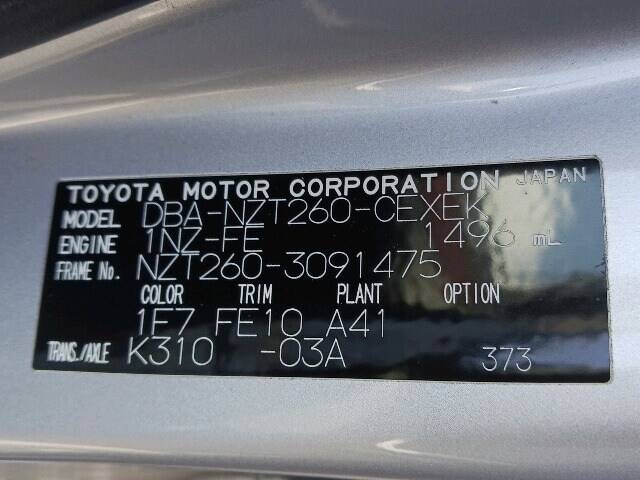 TOYOTA MOTOR CORPORATION JAPAN
MODEL DBA-NZT260-CEXEK
ENGINE 1NZ-FE 1496 mL
FRAME No. NZT260-3091475
COLOR TRIM PLANT OPTION
1F7 FE10 A41
TRANS./AXLE K310 -03A 373